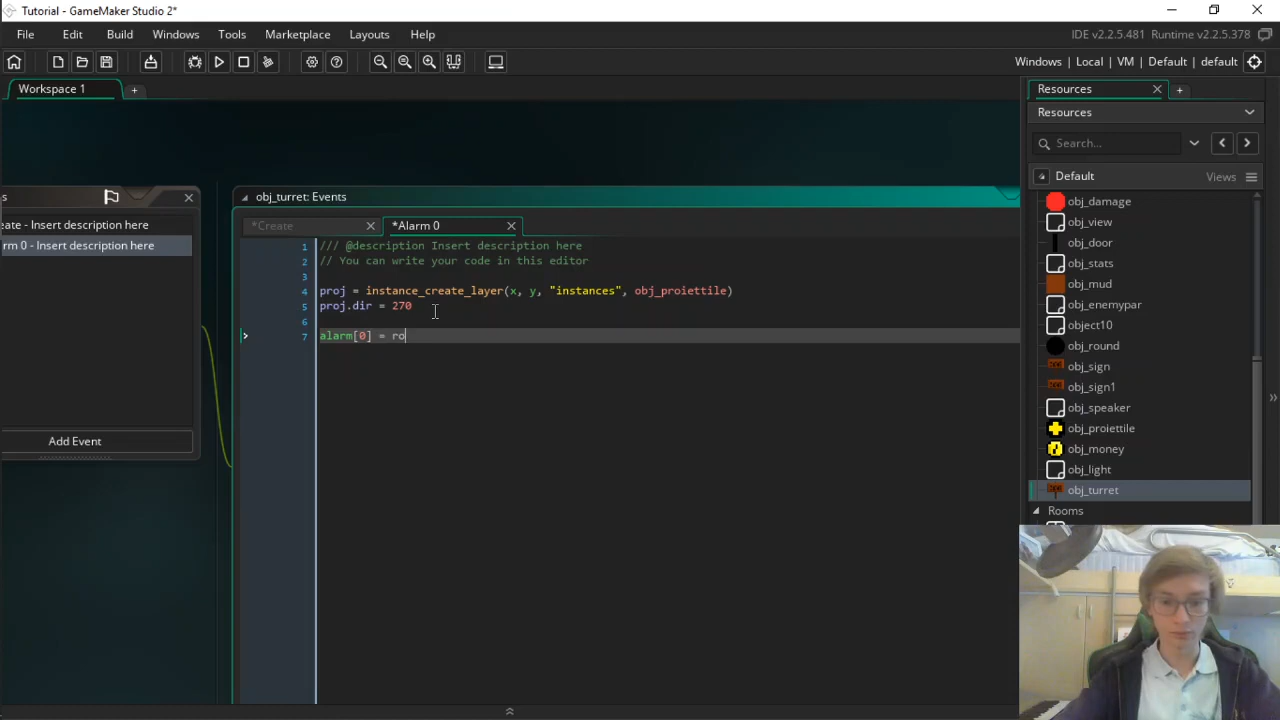 Tutorial - GameMaker Studio 2*
File Edit Build Windows Tools Marketplace Layouts Help
IDE v2.2.5.481 Runtime v2.2.5.378
Windows | Local | VM | Default | default
Workspace 1
Resources
Resources
Search...
Default
Views
obj_damage
obj_view
obj_door
obj_stats
obj_mud
obj_enemypar
object10
obj_round
obj_sign
obj_sign1
obj_speaker
obj_proiettile
obj_money
obj_light
obj_turret
Rooms
s
eate - Insert description here
rm 0 - Insert description here
Add Event
obj_turret: Events
*Create
*Alarm 0
1 /// @description Insert description here
2 // You can write your code in this editor
3
4 proj = instance_create_layer(x, y, "instances", obj_proiettile)
5 proj.dir = 270
6
7 alarm[0] = ro